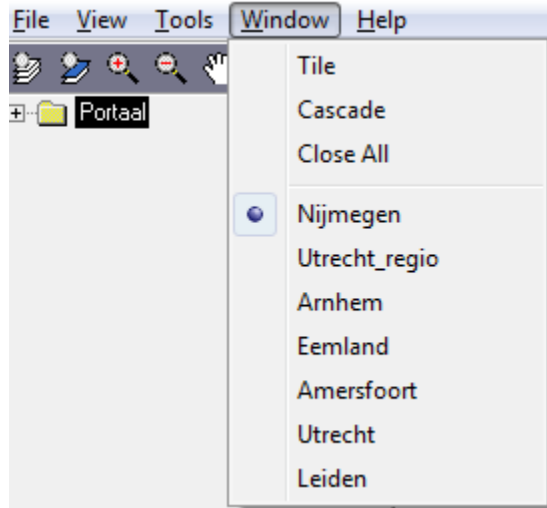 File View Tools Window Help
Tile
Portaal
Cascade
Close All
Nijmegen
Utrecht_regio
Arnhem
Eemland
Amersfoort
Utrecht
Leiden